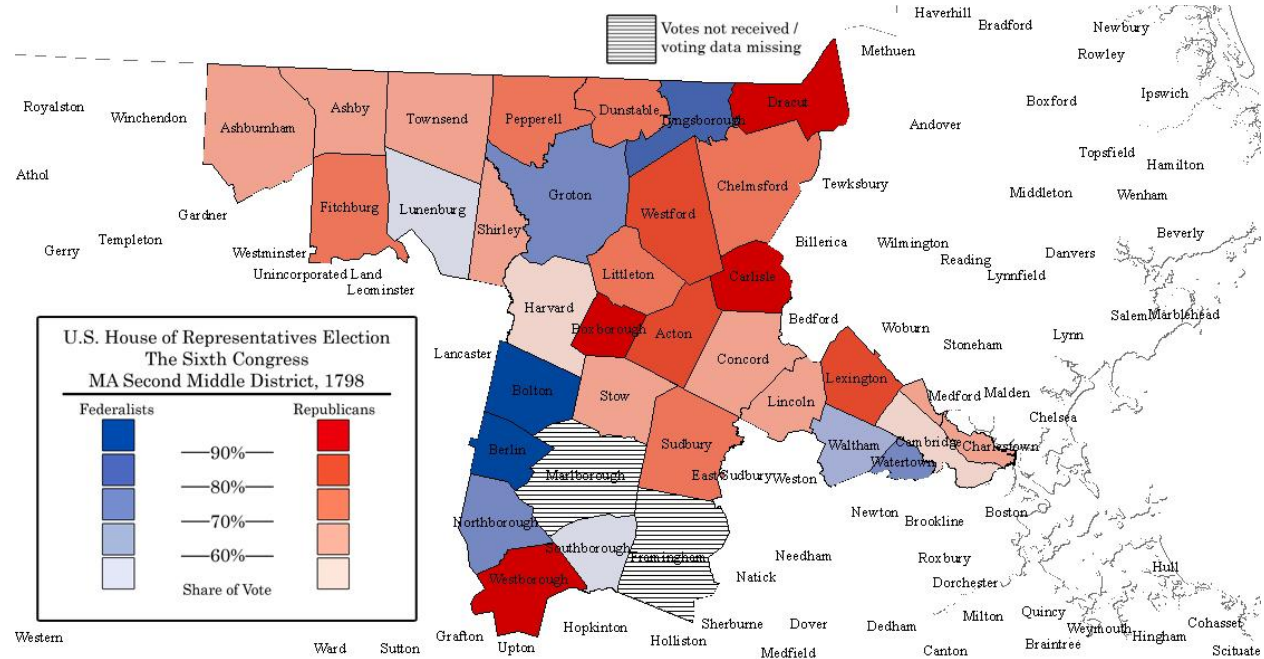 Haverhill
Bradford
Newbury
Votes not received /
voting data missing
Methuen
Rowley
Royalston
Winchendon
Ashburnham
Ashby
Townsend
Pepperell
Dunstable
Tyngsborough
Dracut
Boxford
Ipswich
Andover
Topsfield
Hamilton
Athol
Gardner
Fitchburg
Lunenburg
Shirley
Groton
Westford
Chelmsford
Tewksbury
Middleton
Wenham
Gerry
Templeton
Westminster
Unincorporated Land
Leominster
Littleton
Carlisle
Billerica
Wilmington
Reading
Lynnfield
Danvers
Beverly
Harvard
Boxborough
Acton
Bedford
Woburn
Stoneham
Lynn
Salem
Marblehead
U.S. House of Representatives Election
The Sixth Congress
MA Second Middle District, 1798
Federalists
Republicans
90%
80%
70%
60%
Share of Vote
Lancaster
Concord
Bolton
Stow
Lincoln
Lexington
Medford
Malden
Chelsea
Berlin
Sudbury
Waltham
Cambridge
Charlestown
Watertown
Marlborough
East Sudbury
Weston
Northborough
Newton
Brookline
Boston
Southborough
Framingham
Needham
Roxbury
Westborough
Natick
Dorchester
Hull
Western
Ward
Sutton
Grafton
Upton
Hopkinton
Holliston
Sherburne
Dover
Medfield
Dedham
Canton
Milton
Quincy
Braintree
Weymouth
Hingham
Cohasset
Scituate